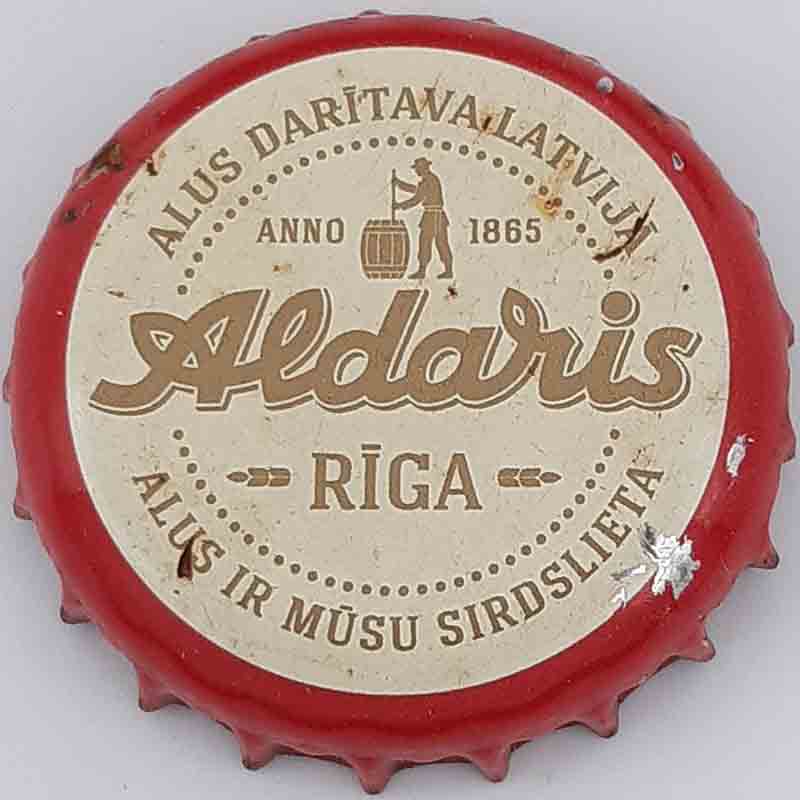 ALUS DARĪTAVA LATVIJĀ
ANNO 1865
Aldaris
RĪGA
ALUS IR MŪSU SIRDSLIETA